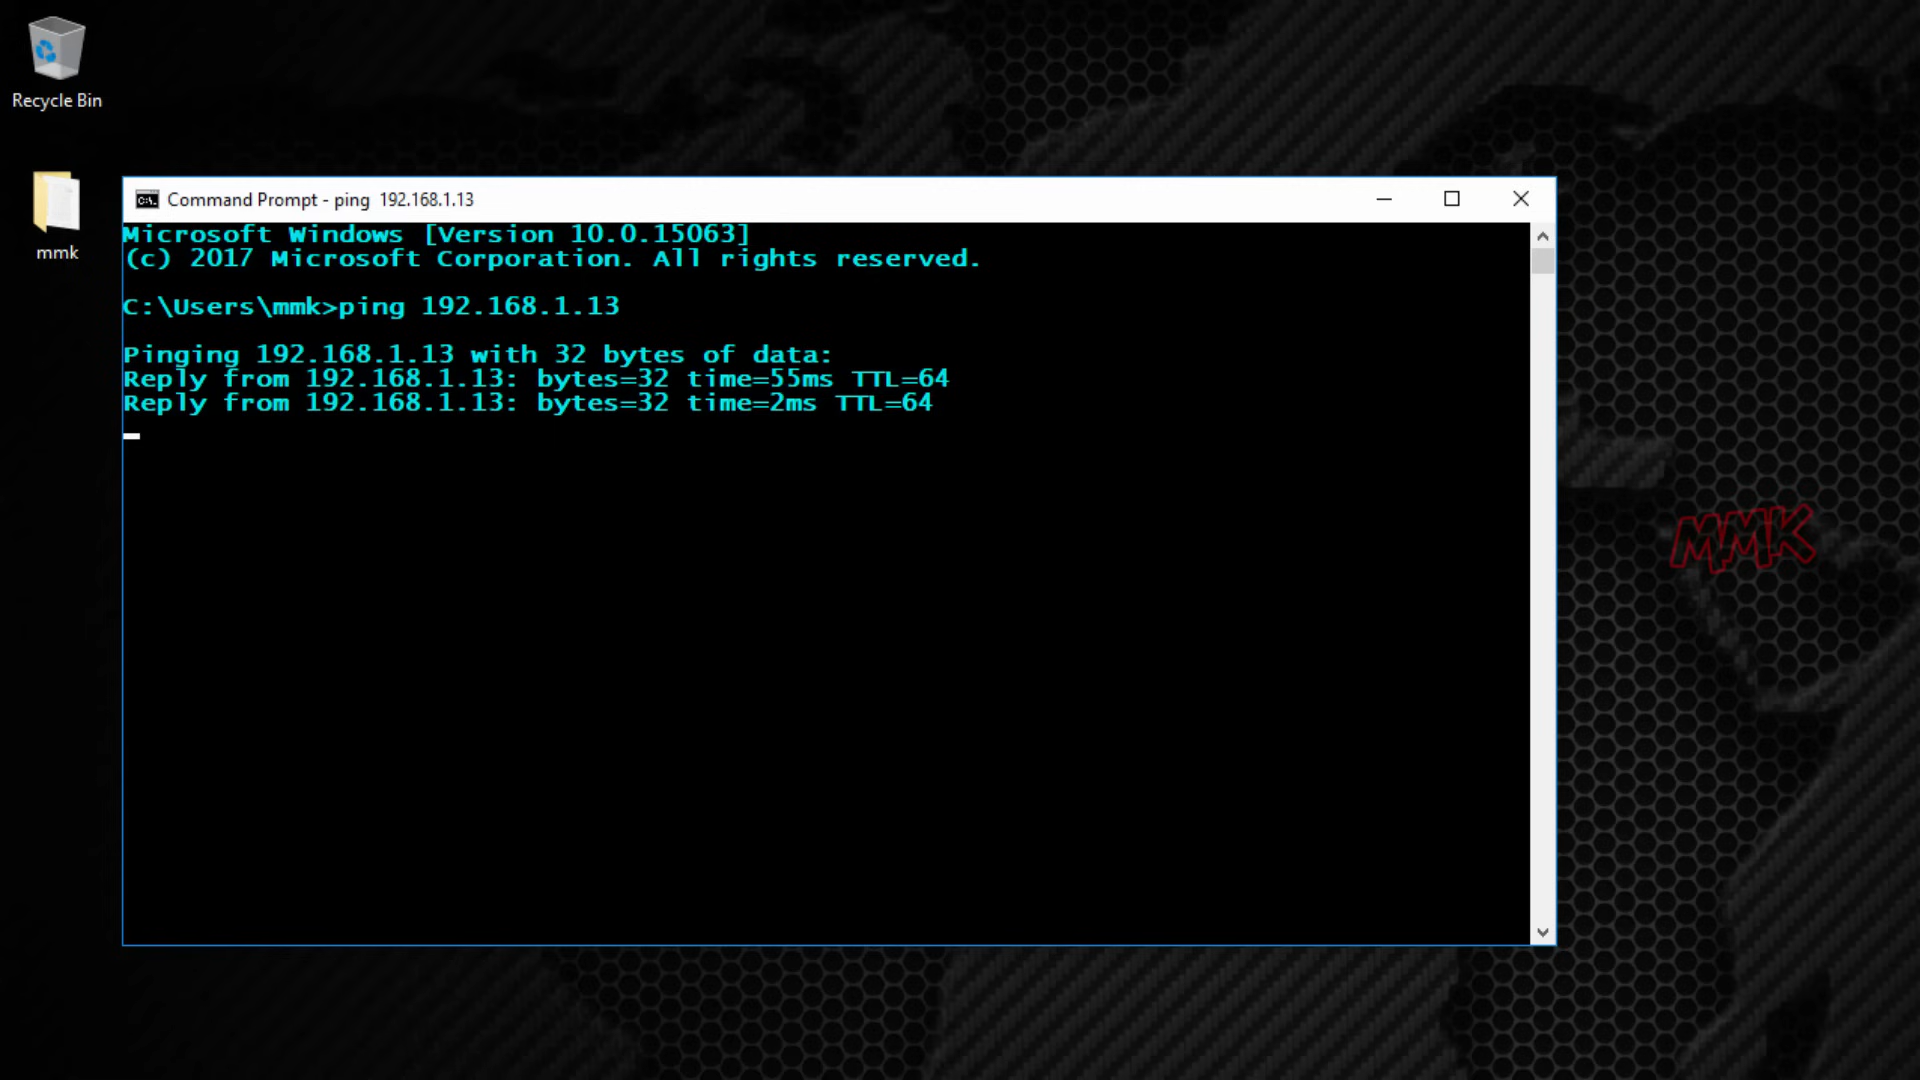 Recycle Bin
mmk
Command Prompt - ping  192.168.1.13
Microsoft Windows [Version 10.0.15063]
(c) 2017 Microsoft Corporation. All rights reserved.
C:\Users\mmk>ping 192.168.1.13
Pinging 192.168.1.13 with 32 bytes of data:
Reply from 192.168.1.13: bytes=32 time=55ms TTL=64
Reply from 192.168.1.13: bytes=32 time=2ms TTL=64
MMK